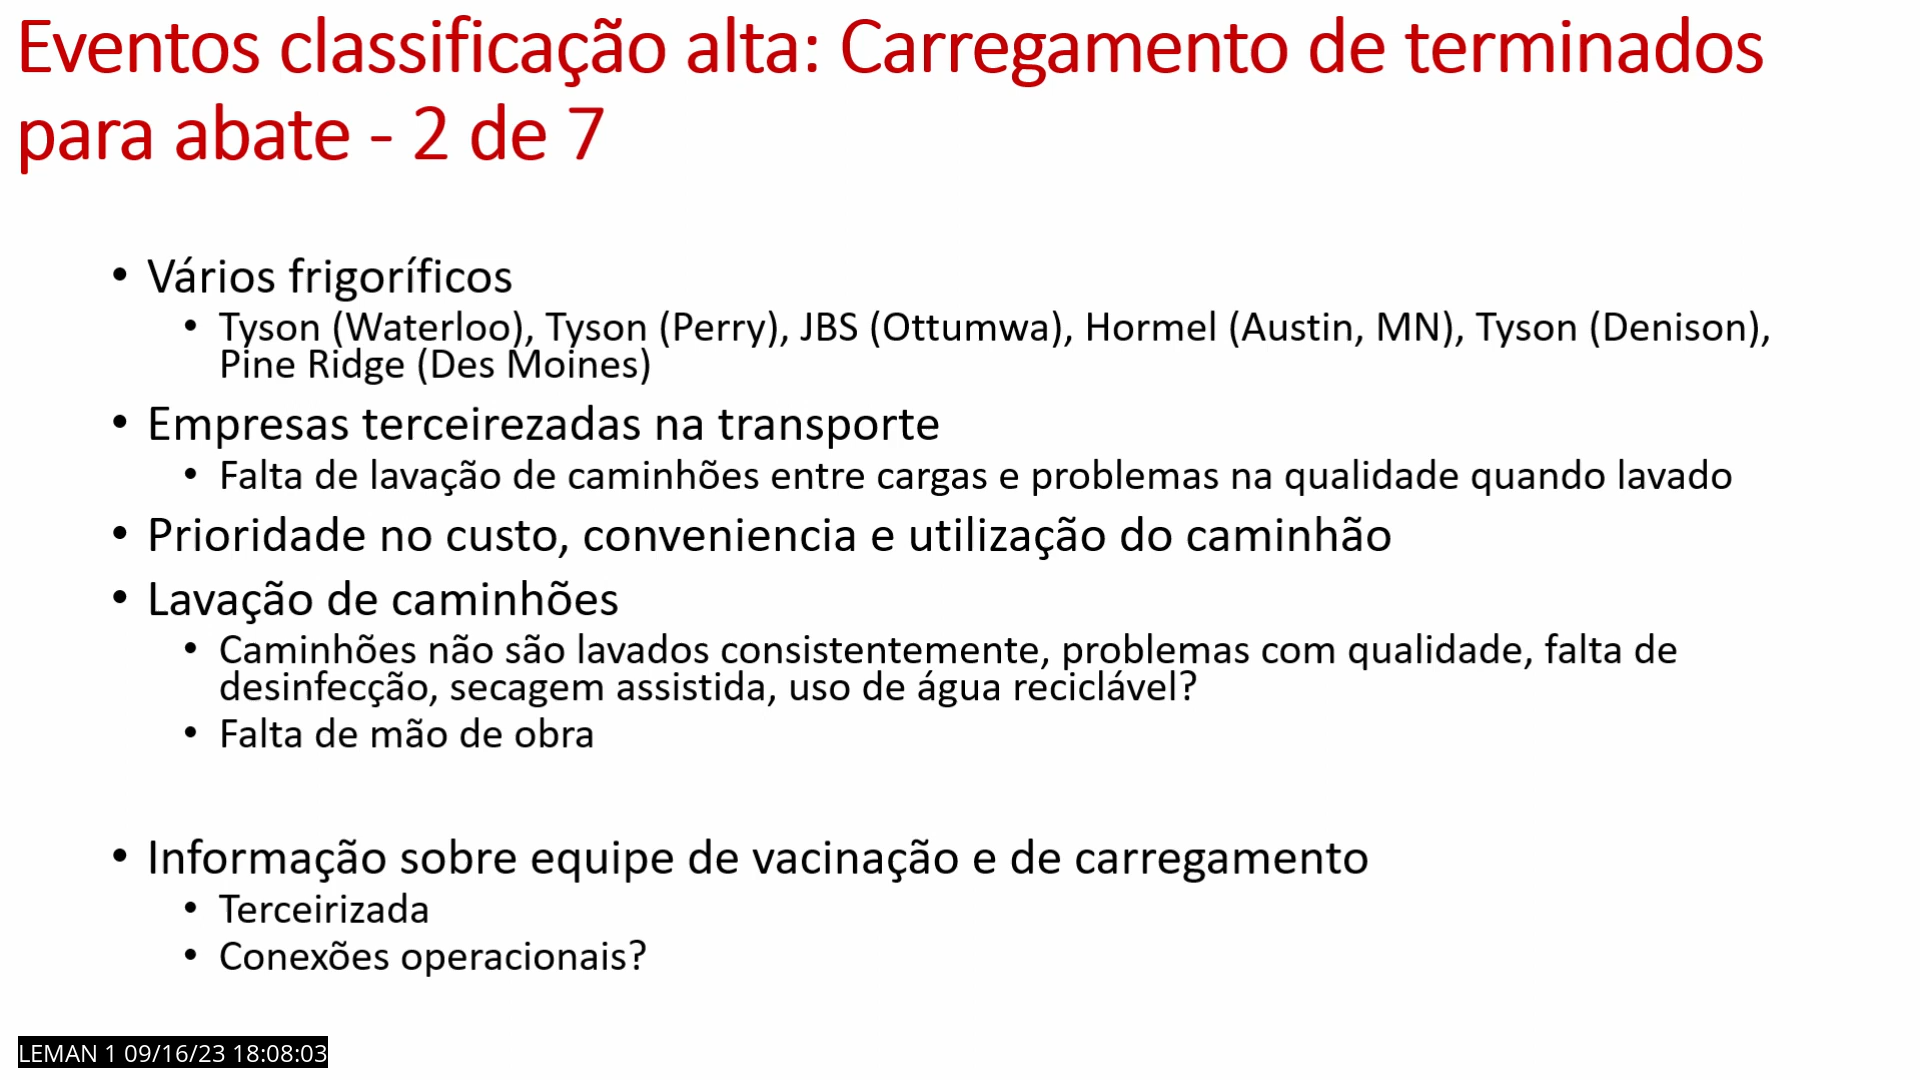 Eventos classificação alta: Carregamento de terminados
para abate - 2 de 7
• Vários frigoríficos
• Tyson (Waterloo), Tyson (Perry), JBS (Ottumwa), Hormel (Austin, MN), Tyson (Denison),
Pine Ridge (Des Moines)
• Empresas terceirezadas na transporte
• Falta de lavação de caminhões entre cargas e problemas na qualidade quando lavado
• Prioridade no custo, conveniencia e utilização do caminhão
• Lavação de caminhões
• Caminhões não são lavados consistentemente, problemas com qualidade, falta de
desinfecção, secagem assistida, uso de água reciclável?
• Falta de mão de obra
• Informação sobre equipe de vacinação e de carregamento
• Terceirizada
• Conexões operacionais?
LEMAN 1 09/16/23 18:08:03